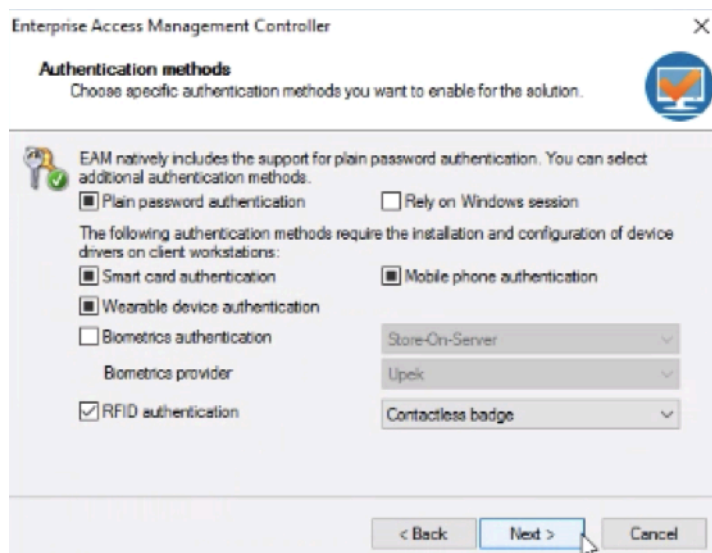 Enterprise Access Management Controller
Authentication methods
Choose specific authentication methods you want to enable for the solution.
EAM natively includes the support for plain password authentication. You can select
additional authentication methods.
Plain password authentication
Rely on Windows session
The following authentication methods require the installation and configuration of device
drivers on client workstations:
Smart card authentication
Mobile phone authentication
Wearable device authentication
Biometrics authentication
Store-On-Server
Biometrics provider
Upek
RFID authentication
Contactless badge
< Back
Next >
Cancel